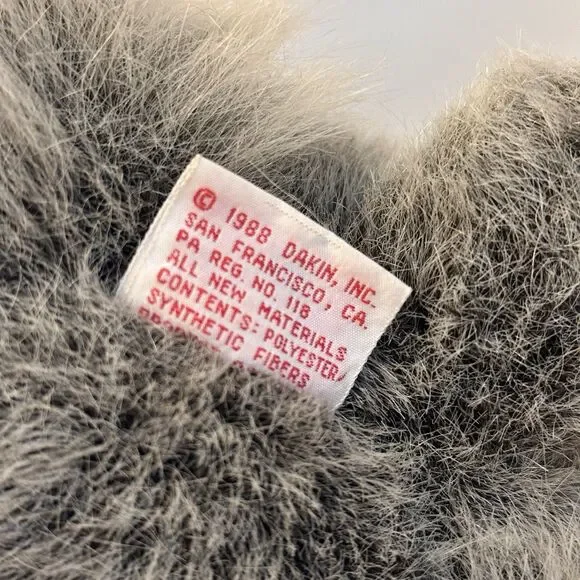 © 1988 DAKIN, INC.
SAN FRANCISCO, CA.
PA. REG. NO. 118
ALL NEW MATERIALS
CONTENTS: POLYESTER/
SYNTHETIC FIBERS